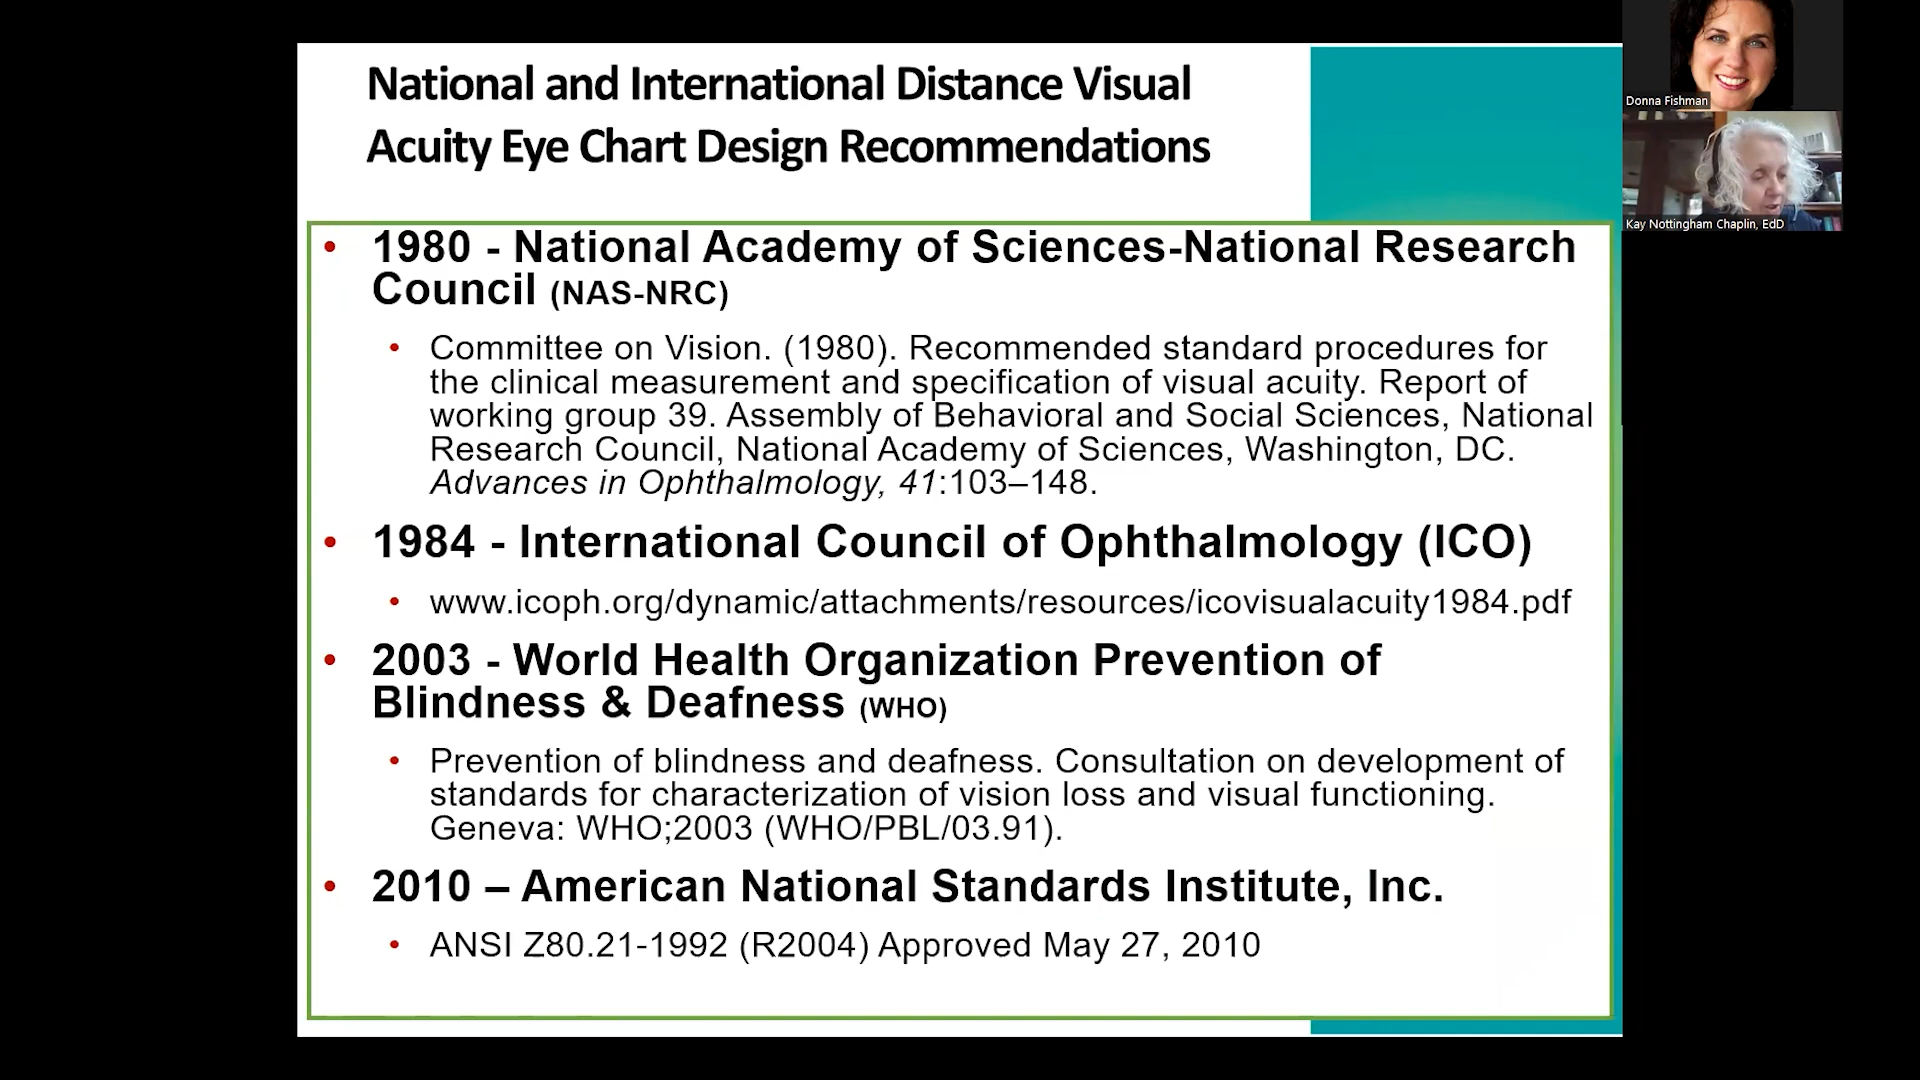 National and International Distance Visual
Acuity Eye Chart Design Recommendations
Donna Fishman
Kay Nottingham Chaplin, EdD
• 1980 - National Academy of Sciences-National Research
Council (NAS-NRC)
• Committee on Vision. (1980). Recommended standard procedures for
the clinical measurement and specification of visual acuity. Report of
working group 39. Assembly of Behavioral and Social Sciences, National
Research Council, National Academy of Sciences, Washington, DC.
Advances in Ophthalmology, 41:103–148.
• 1984 - International Council of Ophthalmology (ICO)
• www.icoph.org/dynamic/attachments/resources/icovisualacuity1984.pdf
• 2003 - World Health Organization Prevention of
Blindness & Deafness (WHO)
• Prevention of blindness and deafness. Consultation on development of
standards for characterization of vision loss and visual functioning.
Geneva: WHO;2003 (WHO/PBL/03.91).
• 2010 – American National Standards Institute, Inc.
• ANSI Z80.21-1992 (R2004) Approved May 27, 2010